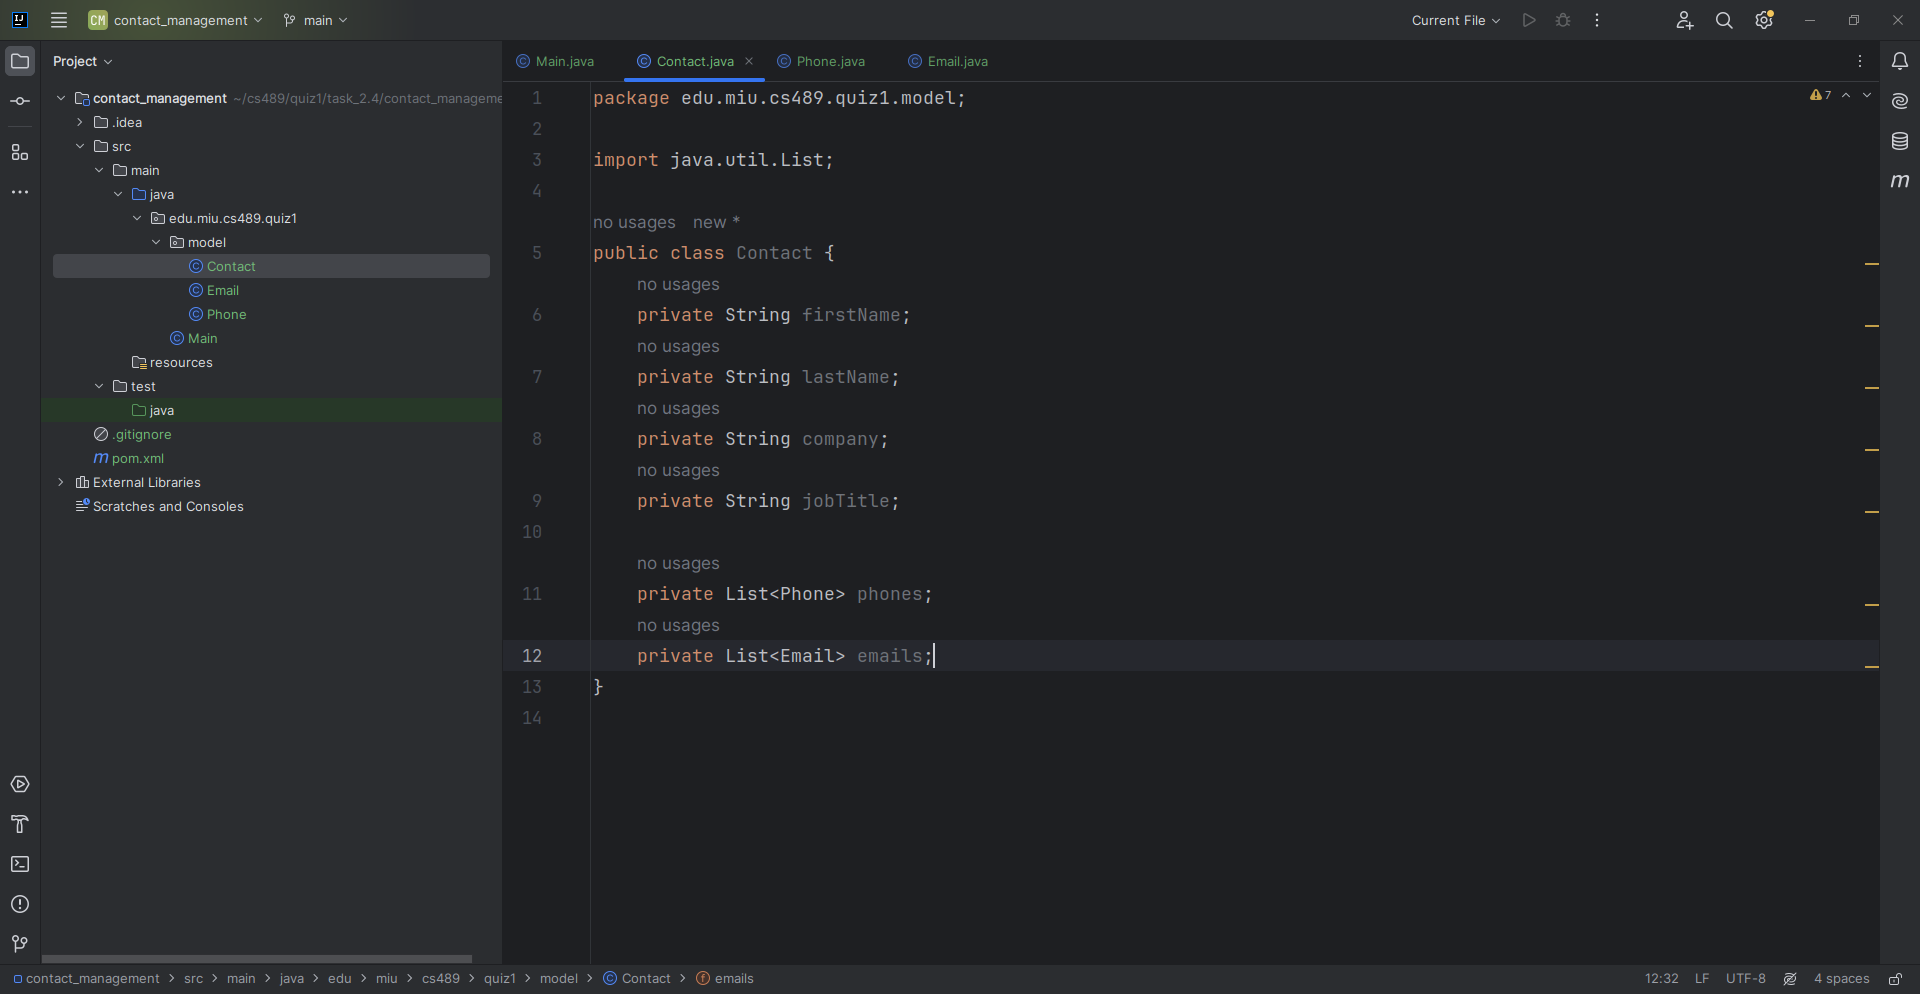 CM contact_management main Current File
Project
contact_management ~/cs489/quiz1/task_2.4/contact_manageme
.idea
src
main
java
edu.miu.cs489.quiz1
model
Contact
Email
Phone
Main
resources
test
java
.gitignore
m pom.xml
External Libraries
Scratches and Consoles
Main.java Contact.java Phone.java Email.java
7
1 package edu.miu.cs489.quiz1.model;
2
3 import java.util.List;
4
no usages new *
5 public class Contact {
no usages
6 private String firstName;
no usages
7 private String lastName;
no usages
8 private String company;
no usages
9 private String jobTitle;
10
no usages
11 private List<Phone> phones;
no usages
12 private List<Email> emails;
13 }
14
contact_management > src > main > java > edu > miu > cs489 > quiz1 > model > Contact > emails
12:32 LF UTF-8 4 spaces